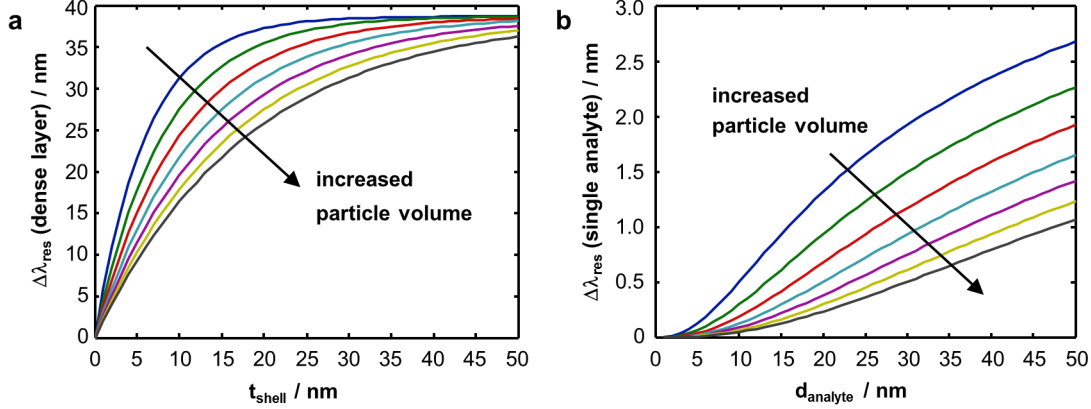 a
40
35
30
25
20
15
10
5
0
Δλres (dense layer) / nm
increased
particle volume
0 5 10 15 20 25 30 35 40 45 50
tshell / nm
b
3.0
2.5
2.0
1.5
1.0
0.5
0
Δλres (single analyte) / nm
increased
particle volume
0 5 10 15 20 25 30 35 40 45 50
danalyte / nm